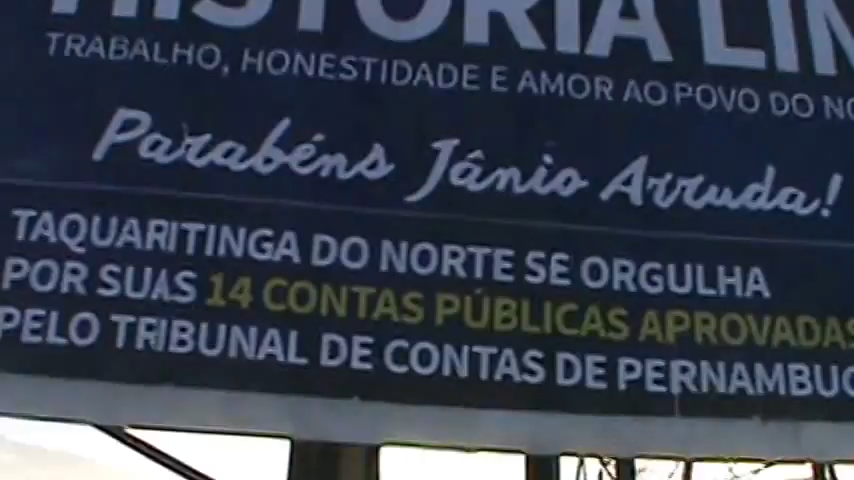 HISTÓRIA LIM
TRABALHO, HONESTIDADE E AMOR AO POVO DO NO
Parabéns Jânio Arruda!
TAQUARITINGA DO NORTE SE ORGULHA
POR SUAS 14 CONTAS PÚBLICAS APROVADAS
PELO TRIBUNAL DE CONTAS DE PERNAMBUC